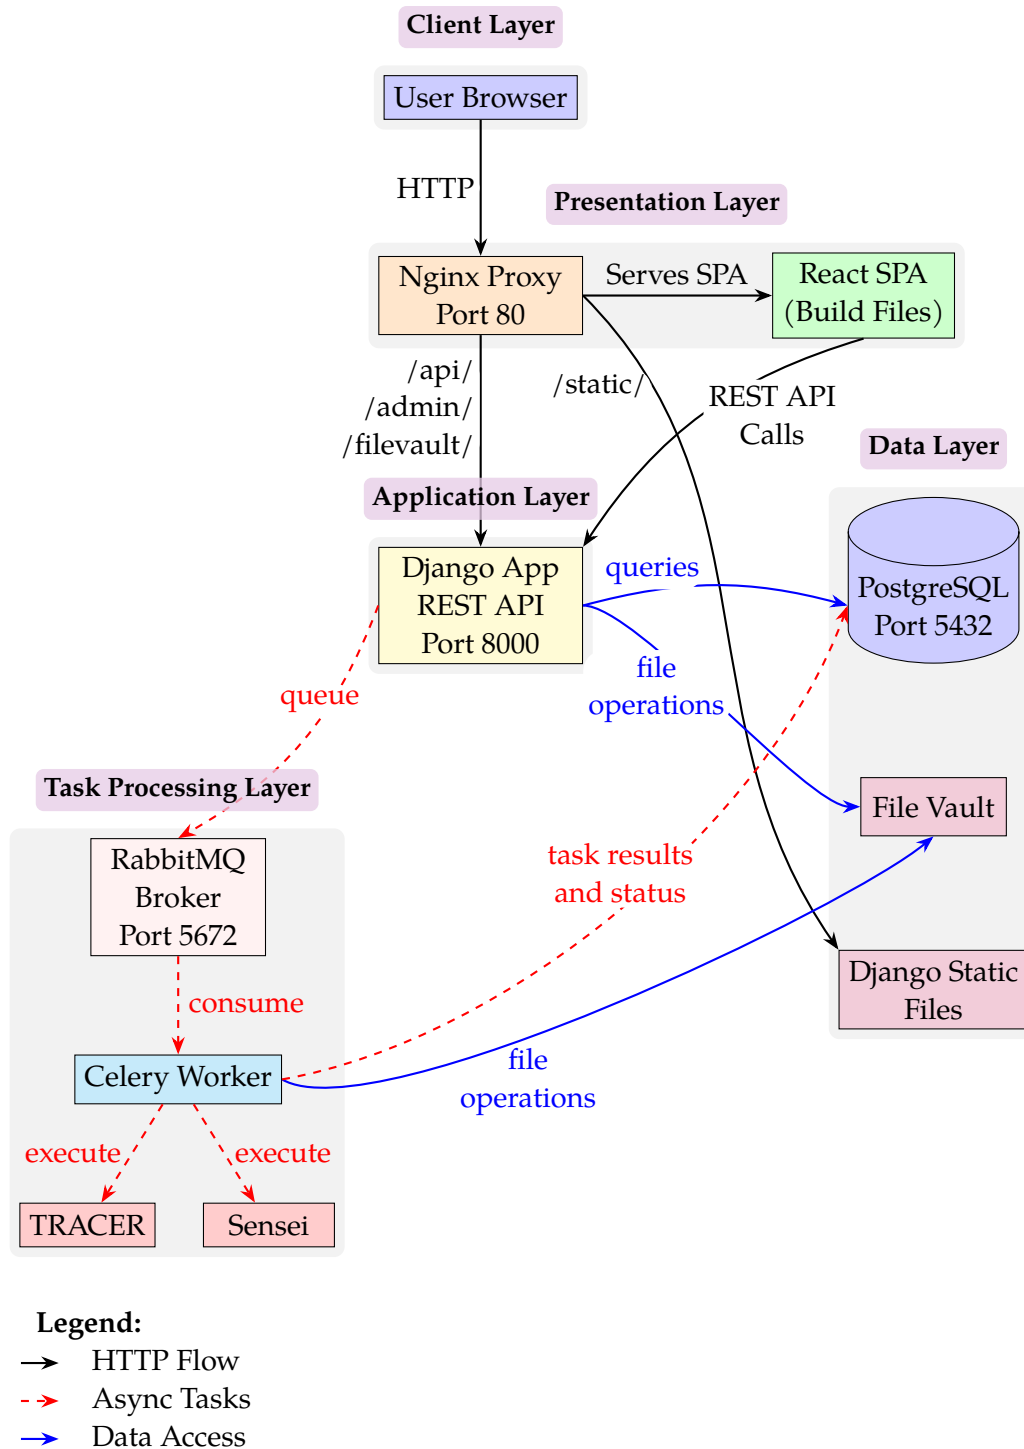 Client Layer
User Browser
HTTP
Presentation Layer
Nginx Proxy
Port 80
Serves SPA
React SPA
(Build Files)
/api/
/admin/
/filevault/
/static/
REST API
Calls
Data Layer
Application Layer
Django App
REST API
Port 8000
queries
PostgreSQL
Port 5432
file
operations
queue
Task Processing Layer
File Vault
RabbitMQ
Broker
Port 5672
task results
and status
Django Static
Files
consume
Celery Worker
file
operations
execute
execute
TRACER
Sensei
Legend:
HTTP Flow
Async Tasks
Data Access